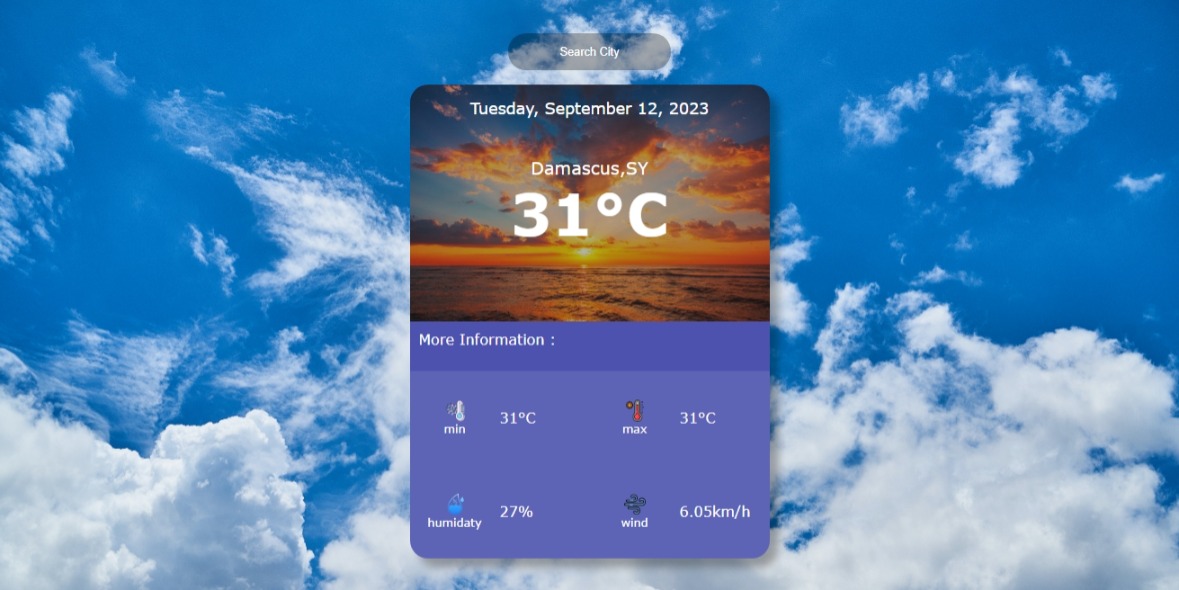 Search City
Tuesday, September 12, 2023
Damascus,SY
31°C
More Information :
31°C
min
31°C
max
27%
humidaty
6.05km/h
wind